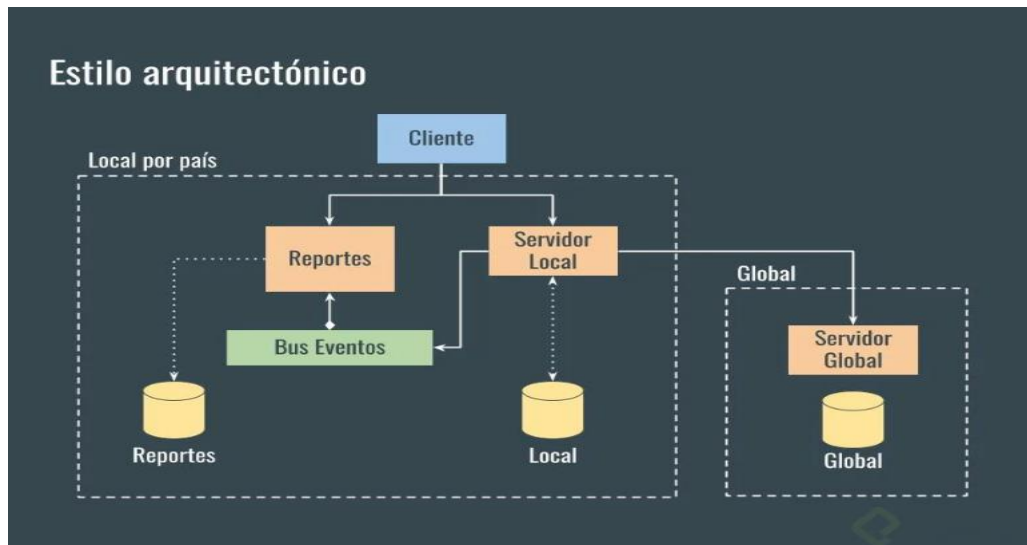 Estilo arquitectónico
Cliente
Local por país
Reportes
Servidor
Local
Global
Bus Eventos
Servidor
Global
Reportes
Local
Global